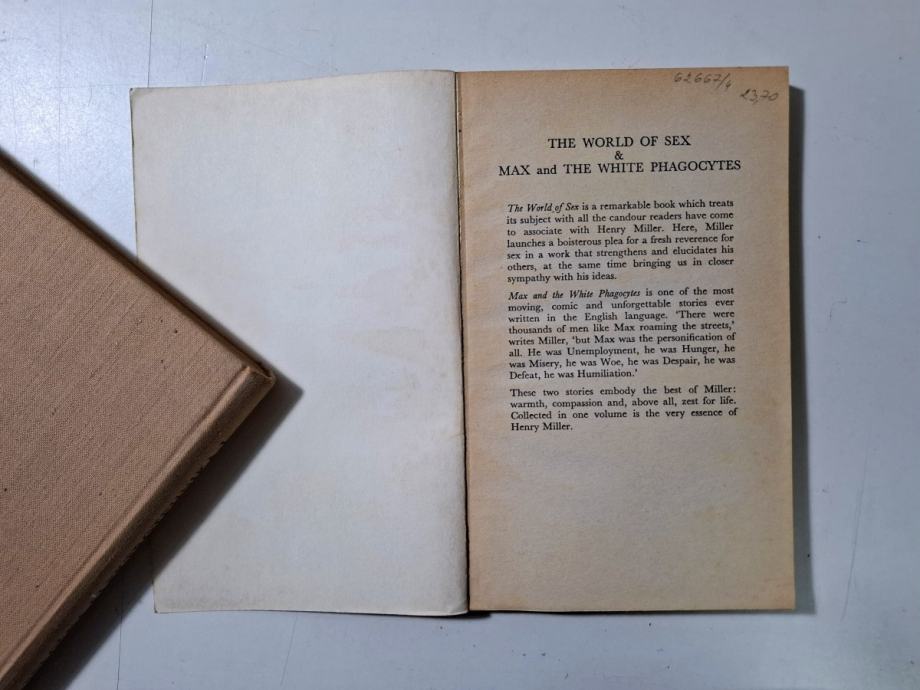 62667/4
23,70
THE WORLD OF SEX
&
MAX and THE WHITE PHAGOCYTES
The World of Sex is a remarkable book which treats
its subject with all the candour readers have come
to associate with Henry Miller. Here, Miller
launches a boisterous plea for a fresh reverence for
sex in a work that strengthens and elucidates his
others, at the same time bringing us in closer
sympathy with his ideas.
Max and the White Phagocytes is one of the most
moving, comic and unforgettable stories ever
written in the English language. ‘There were
thousands of men like Max roaming the streets,’
writes Miller, ‘but Max was the personification of
all. He was Unemployment, he was Hunger, he
was Misery, he was Woe, he was Despair, he was
Defeat, he was Humiliation.’
These two stories embody the best of Miller:
warmth, compassion and, above all, zest for life.
Collected in one volume is the very essence of
Henry Miller.